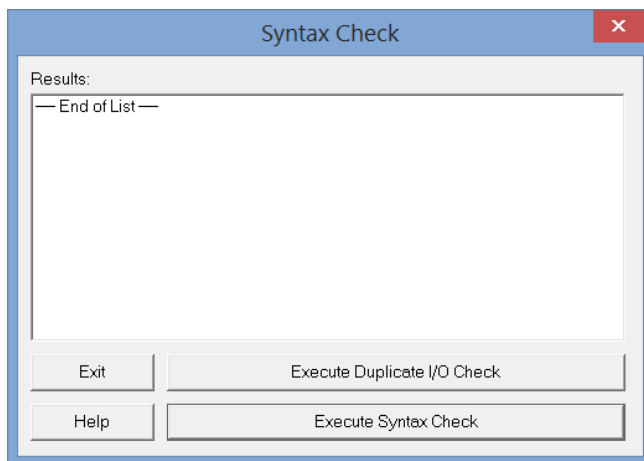 Syntax Check
Results:
— End of List —
Exit
Execute Duplicate I/O Check
Help
Execute Syntax Check